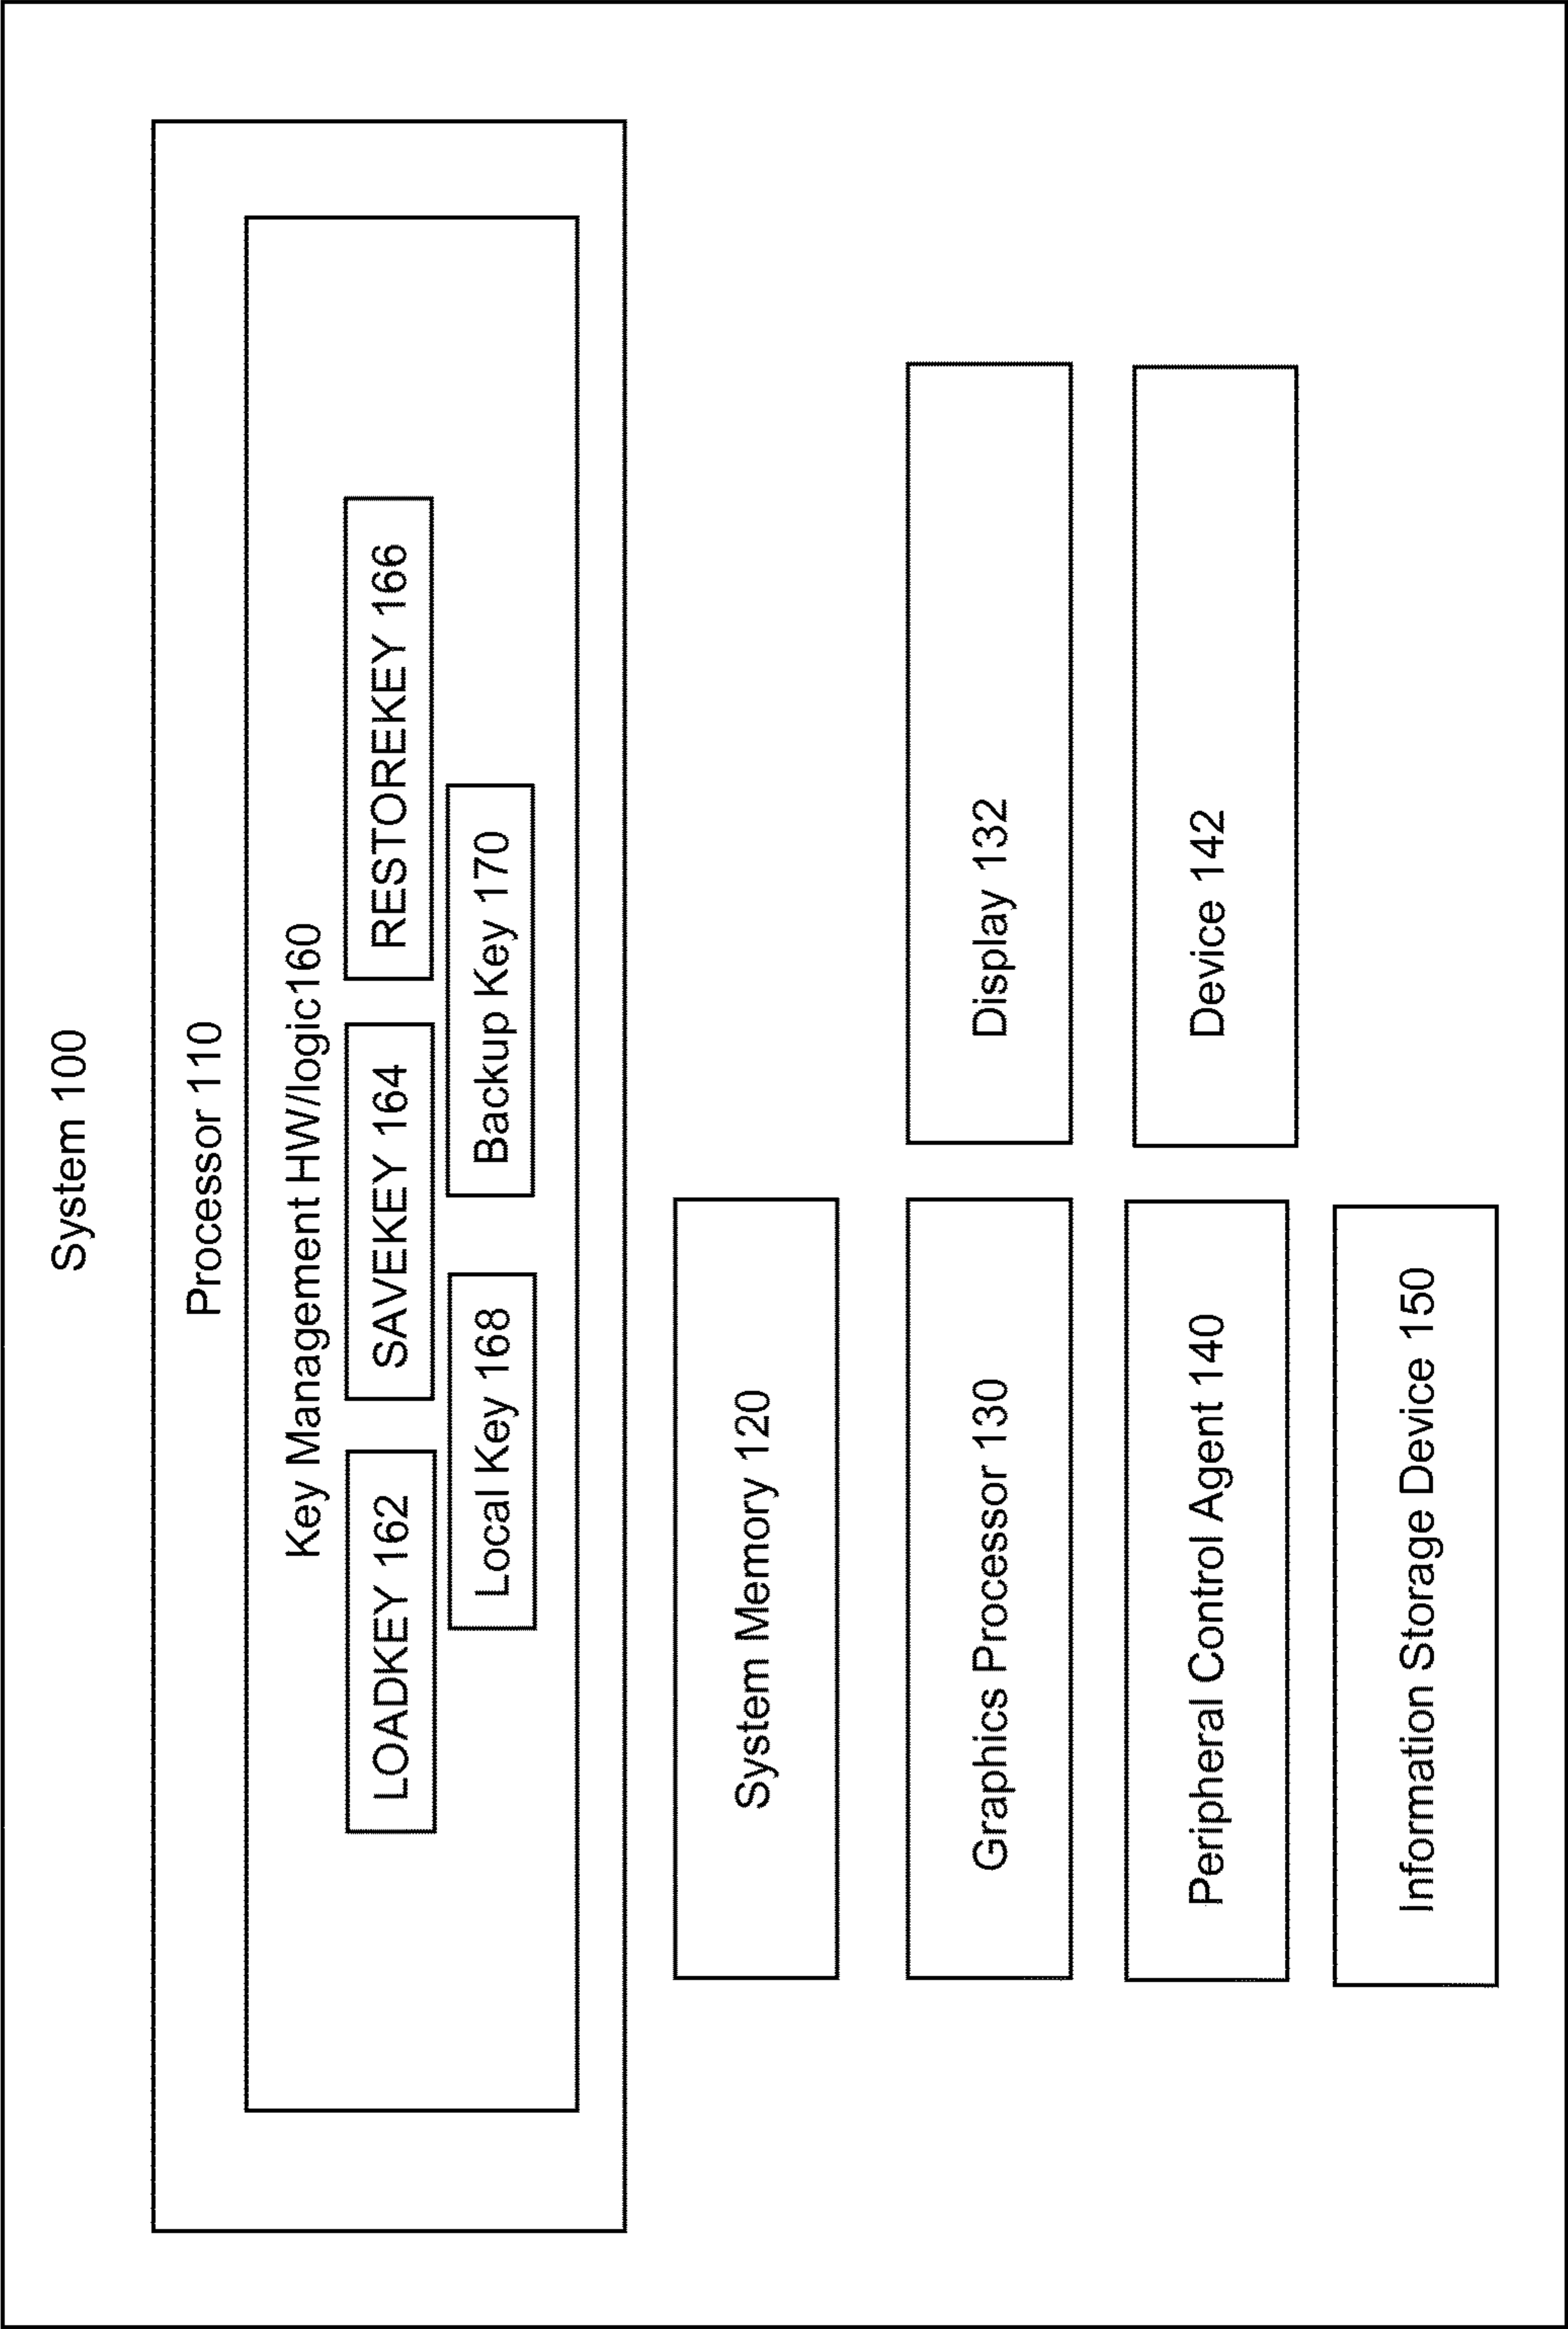 System 100
Processor 110
Key Management HW/logic160
LOADKEY 162
SAVEKEY 164
RESTOREKEY 166
Local Key 168
Backup Key 170
System Memory 120
Graphics Processor 130
Display 132
Peripheral Control Agent 140
Device 142
Information Storage Device 150